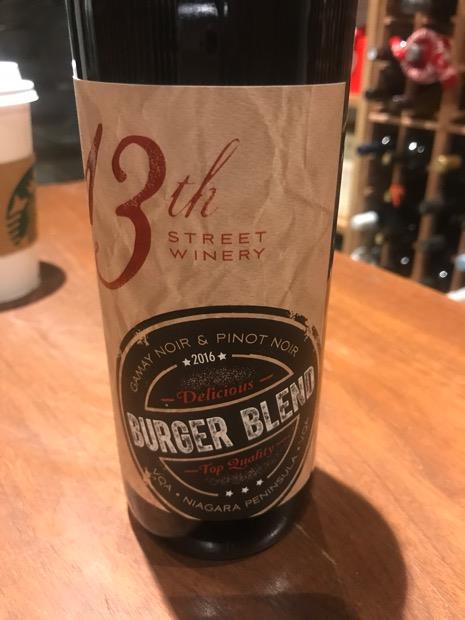 13th
STREET
WINERY
GAMAY NOIR & PINOT NOIR
2016
Delicious
BURGER BLEND
Top Quality
VQA • NIAGARA PENINSULA • VQA